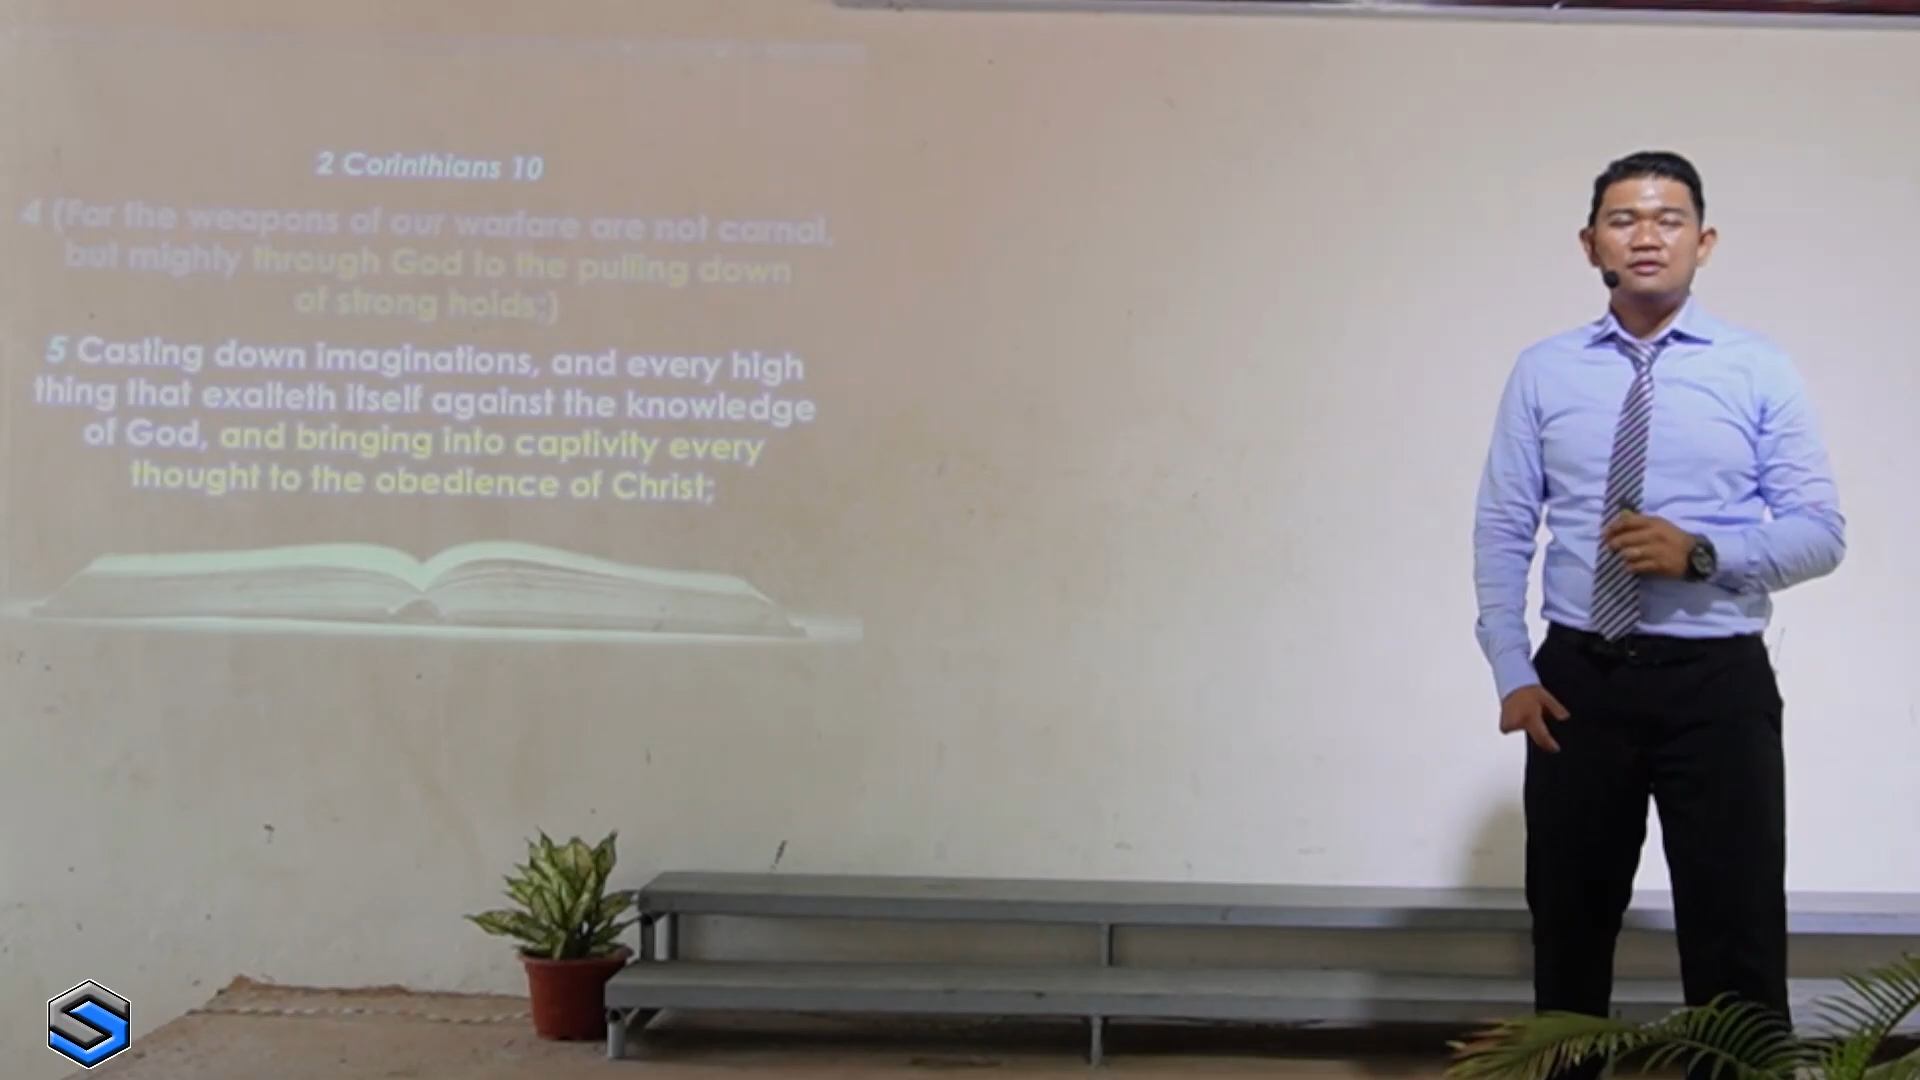 2 Corinthians 10
4 (For the weapons of our warfare are not carnal,
but mighty through God to the pulling down
of strong holds;)
5 Casting down imaginations, and every high
thing that exalteth itself against the knowledge
of God, and bringing into captivity every
thought to the obedience of Christ;